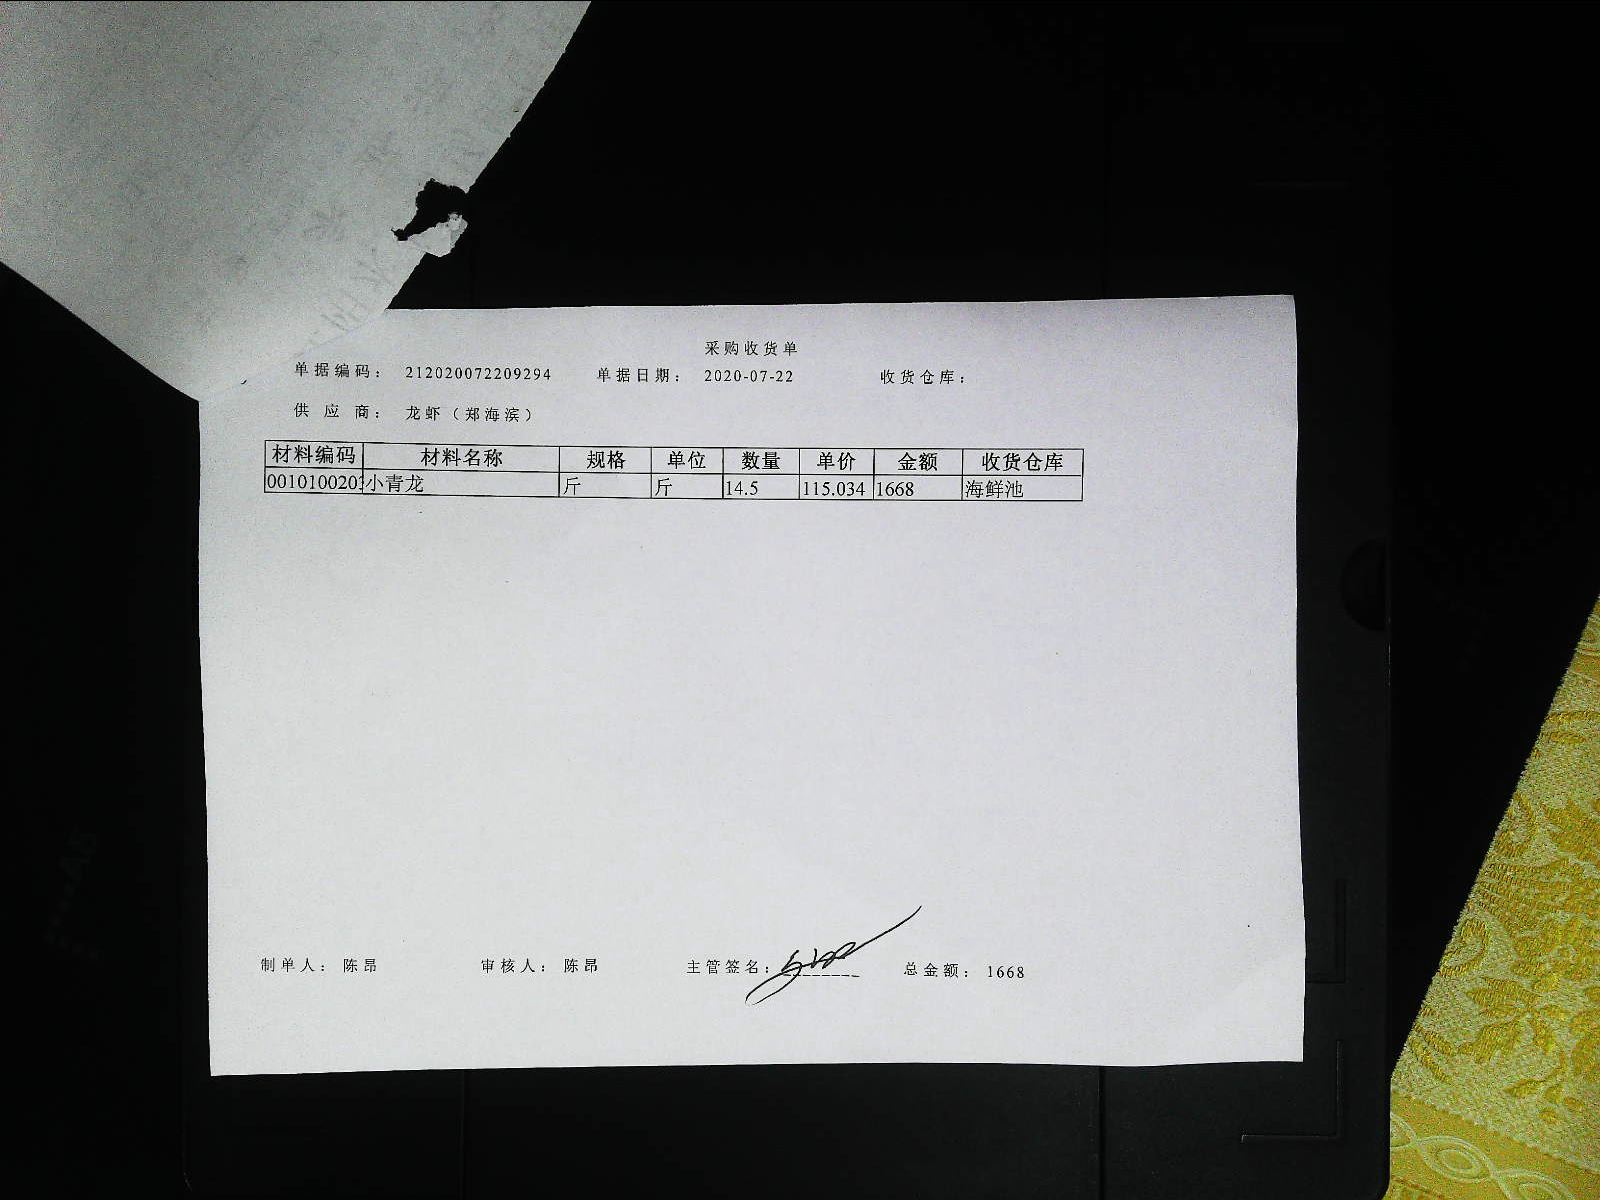 采购收货单
单据编码： 212020072209294 单据日期： 2020-07-22 收货仓库：
供 应 商： 龙虾（郑海滨）
材料编码 材料名称 规格 单位 数量 单价 金额 收货仓库
001010020 小青龙 斤 斤 14.5 115.034 1668 海鲜池
制单人： 陈昂 审核人： 陈昂 主管签名： 总金额： 1668